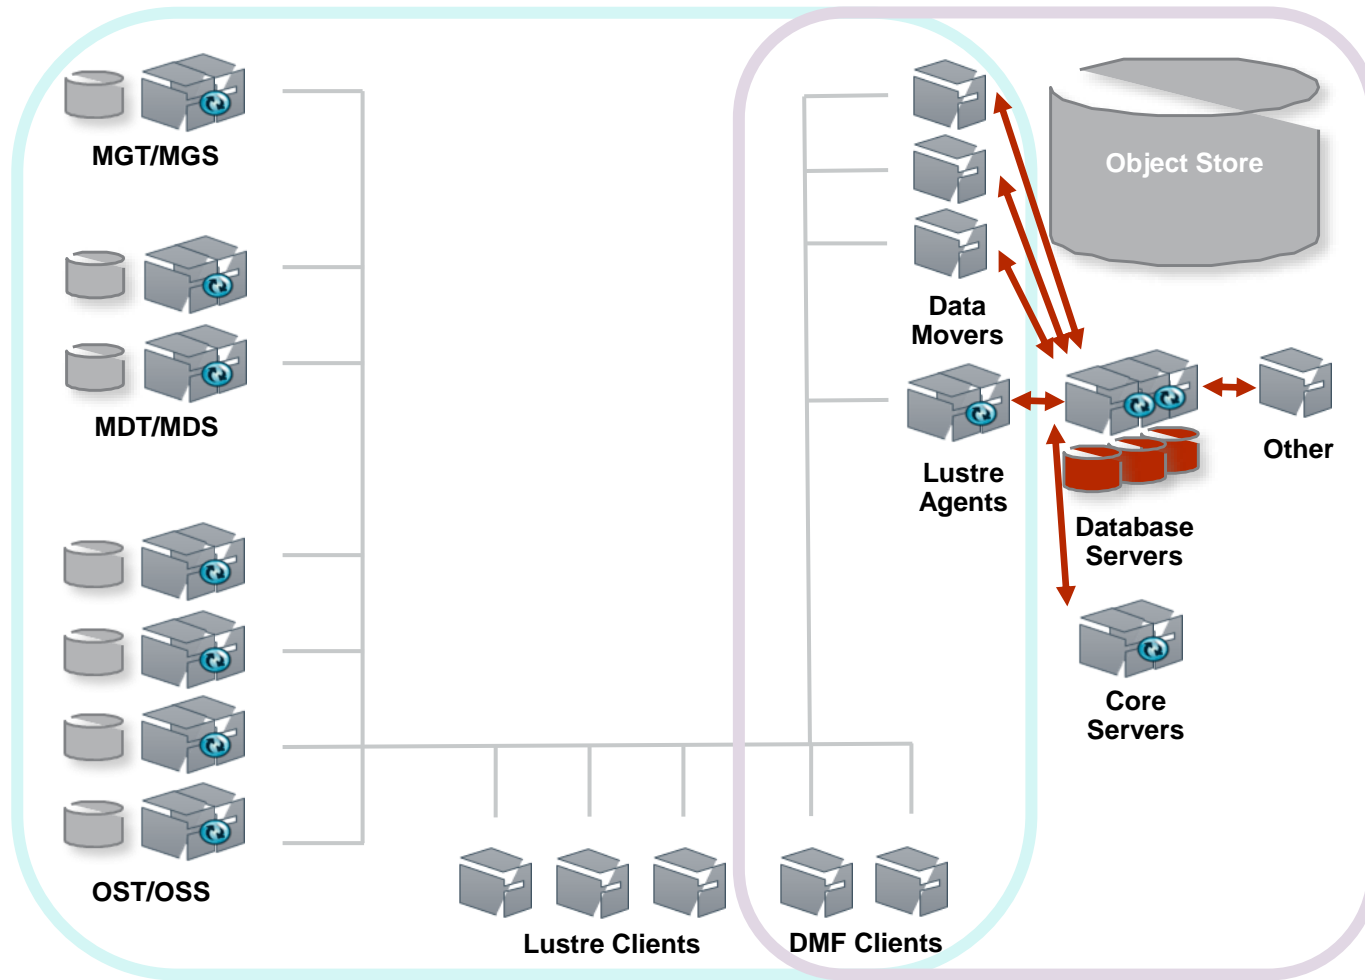 MGT/MGS
Object Store
Data
Movers
MDT/MDS
Other
Lustre
Agents
Database
Servers
Core
Servers
OST/OSS
Lustre Clients
DMF Clients